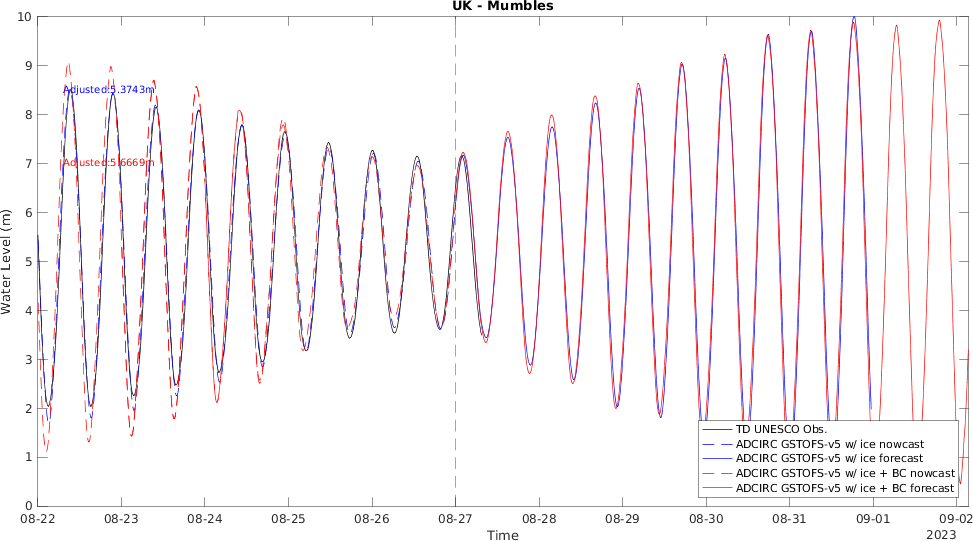 UK - Mumbles
10
9
8
7
6
5
4
3
2
1
0
Water Level (m)
Adjusted:5.3743m
Adjusted:5.6669m
TD UNESCO Obs.
ADCIRC GSTOFS-v5 w/ ice nowcast
ADCIRC GSTOFS-v5 w/ ice forecast
ADCIRC GSTOFS-v5 w/ ice + BC nowcast
ADCIRC GSTOFS-v5 w/ ice + BC forecast
08-22 08-23 08-24 08-25 08-26 08-27 08-28 08-29 08-30 08-31 09-01 09-02
Time
2023